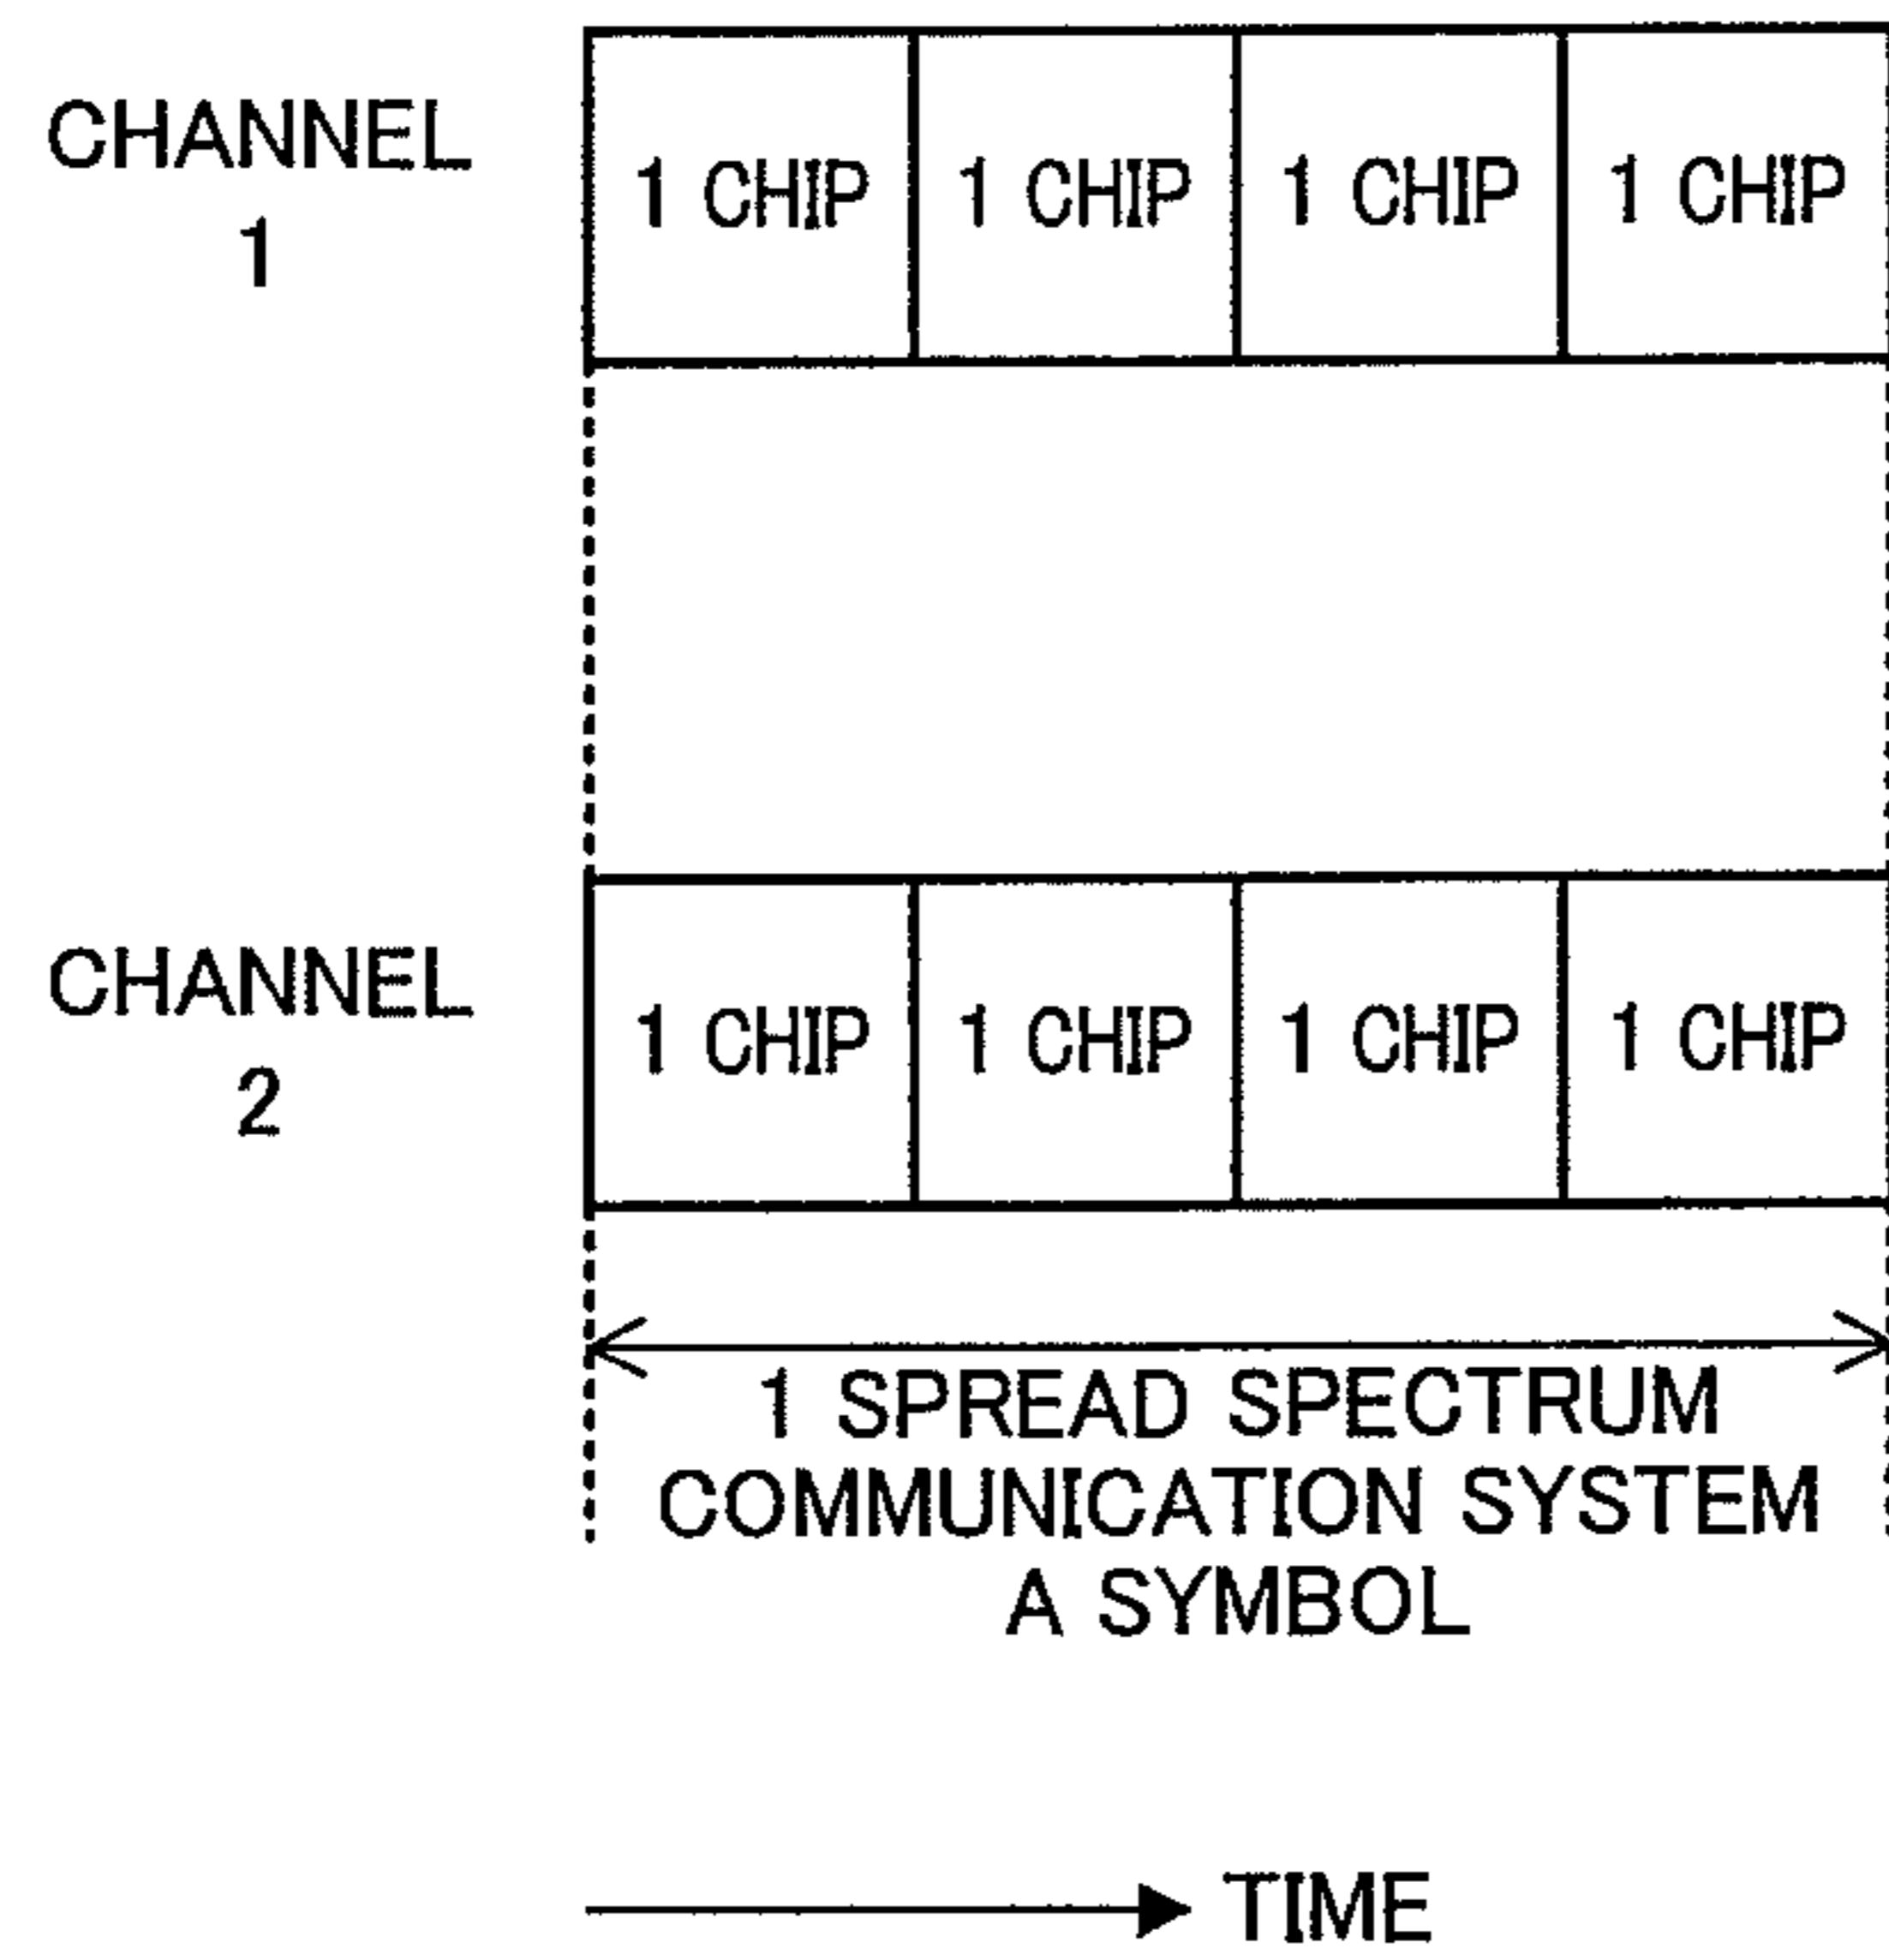 CHANNEL
1
1 CHIP 1 CHIP 1 CHIP 1 CHIP
CHANNEL
2
1 CHIP 1 CHIP 1 CHIP 1 CHIP
1 SPREAD SPECTRUM
COMMUNICATION SYSTEM
A SYMBOL
TIME